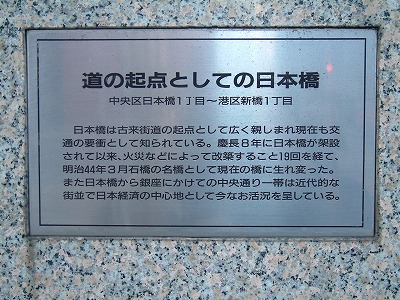 道の起点としての日本橋
中央区日本橋1丁目～港区新橋1丁目
日本橋は古来街道の起点として広く親しまれ現在も交
通の要衝として知られている。慶長8年に日本橋が架設
されて以来、火災などによって改築すること19回を経て、
明治44年3月石橋の名橋として現在の橋に生れ変った。
また日本橋から銀座にかけての中央通り一帯は近代的な
街並で日本経済の中心地として今なお活況を呈している。